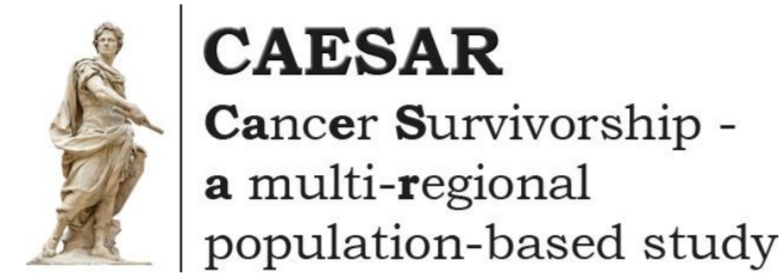 CAESAR
Cancer Survivorship -
a multi-regional
population-based study